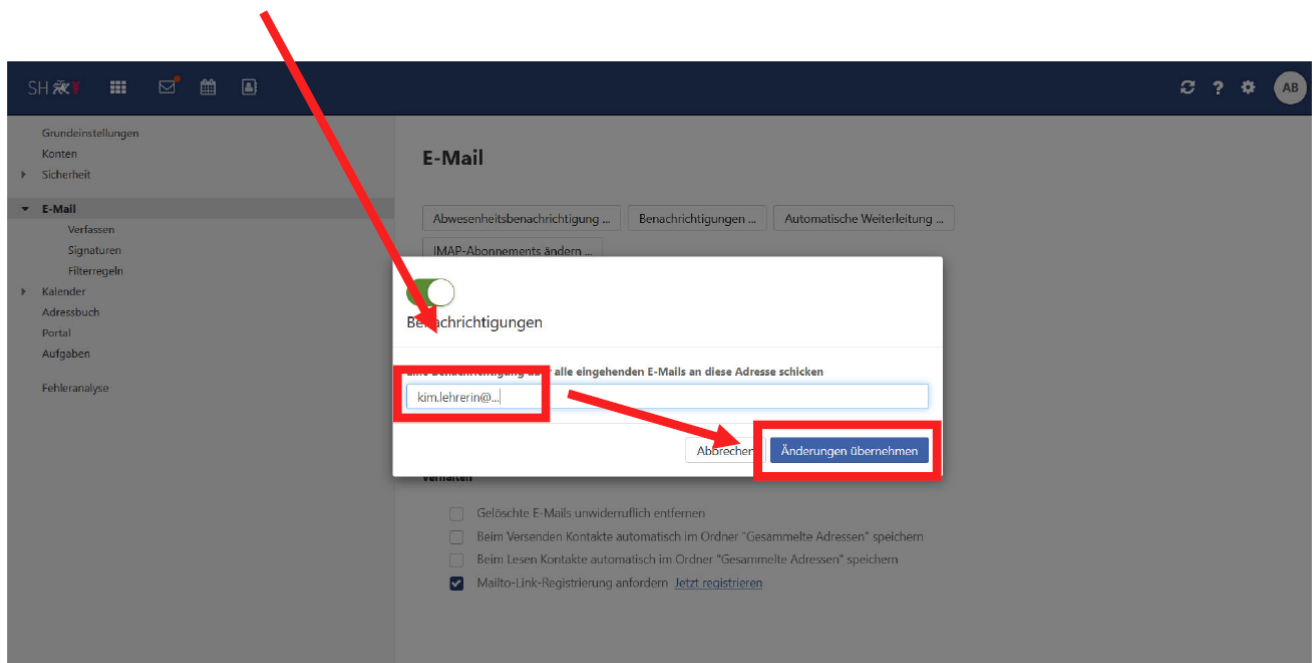 SH
AB
Grundeinstellungen
Konten
Sicherheit
E-Mail
Verfassen
Signaturen
Filterregeln
Kalender
Adressbuch
Portal
Aufgaben
Fehleranalyse
E-Mail
Abwesenheitsbenachrichtigung ... Benachrichtigungen ... Automatische Weiterleitung ...
IMAP-Abonnements ändern ...
Benachrichtigungen
alle eingehenden E-Mails an diese Adresse schicken
kim.lehrerin@...
Abbrechen Änderungen übernehmen
Verhalten
Gelöschte E-Mails unwiderruflich entfernen
Beim Versenden Kontakte automatisch im Ordner "Gesammelte Adressen" speichern
Beim Lesen Kontakte automatisch im Ordner "Gesammelte Adressen" speichern
Mailto-Link-Registrierung anfordern Jetzt registrieren